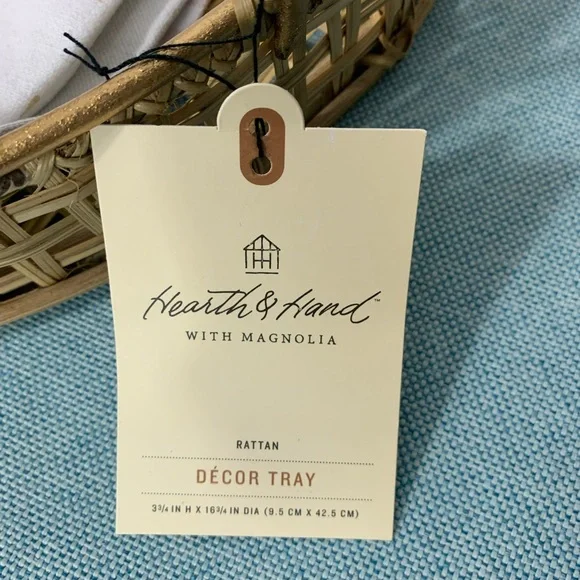 Hearth & Hand™
WITH MAGNOLIA
RATTAN
DÉCOR TRAY
3¾ IN H X 16¾ IN DIA (9.5 CM X 42.5 CM)